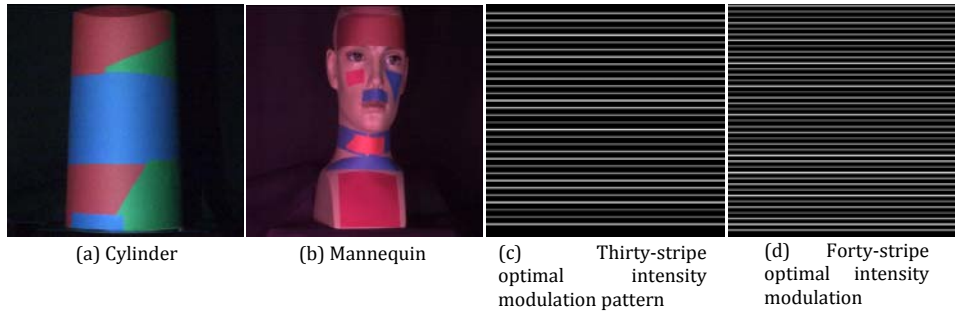 (a) Cylinder
(b) Mannequin
(c) Thirty-stripe
optimal intensity
modulation pattern
(d) Forty-stripe
optimal intensity
modulation